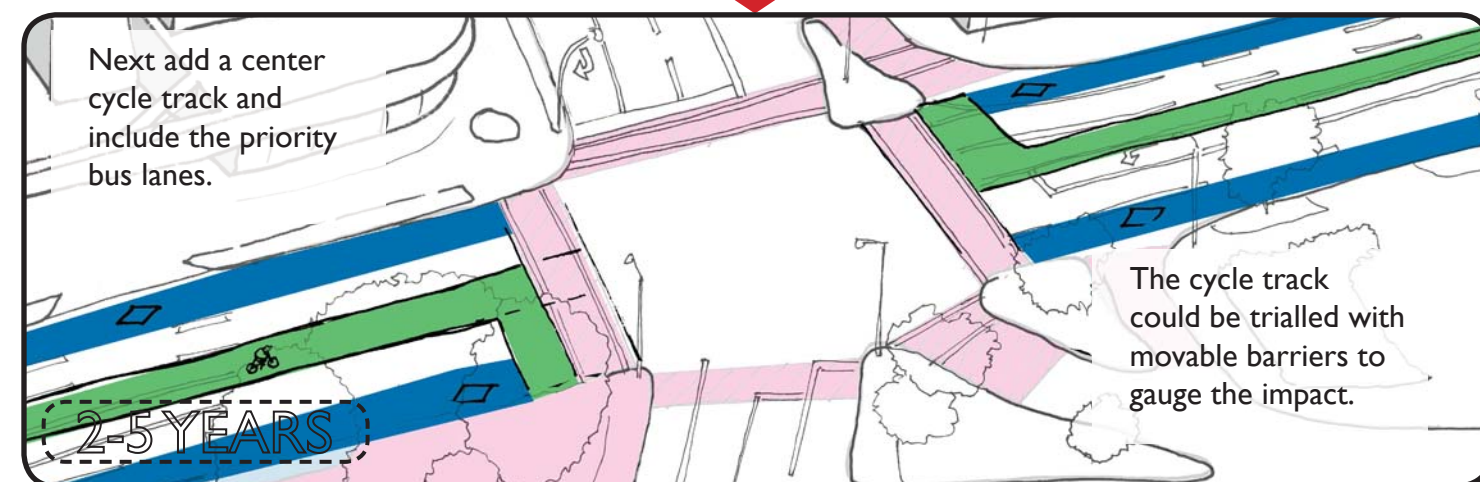 Next add a center
cycle track and
include the priority
bus lanes.
The cycle track
could be trialled with
movable barriers to
gauge the impact.
2-5 YEARS